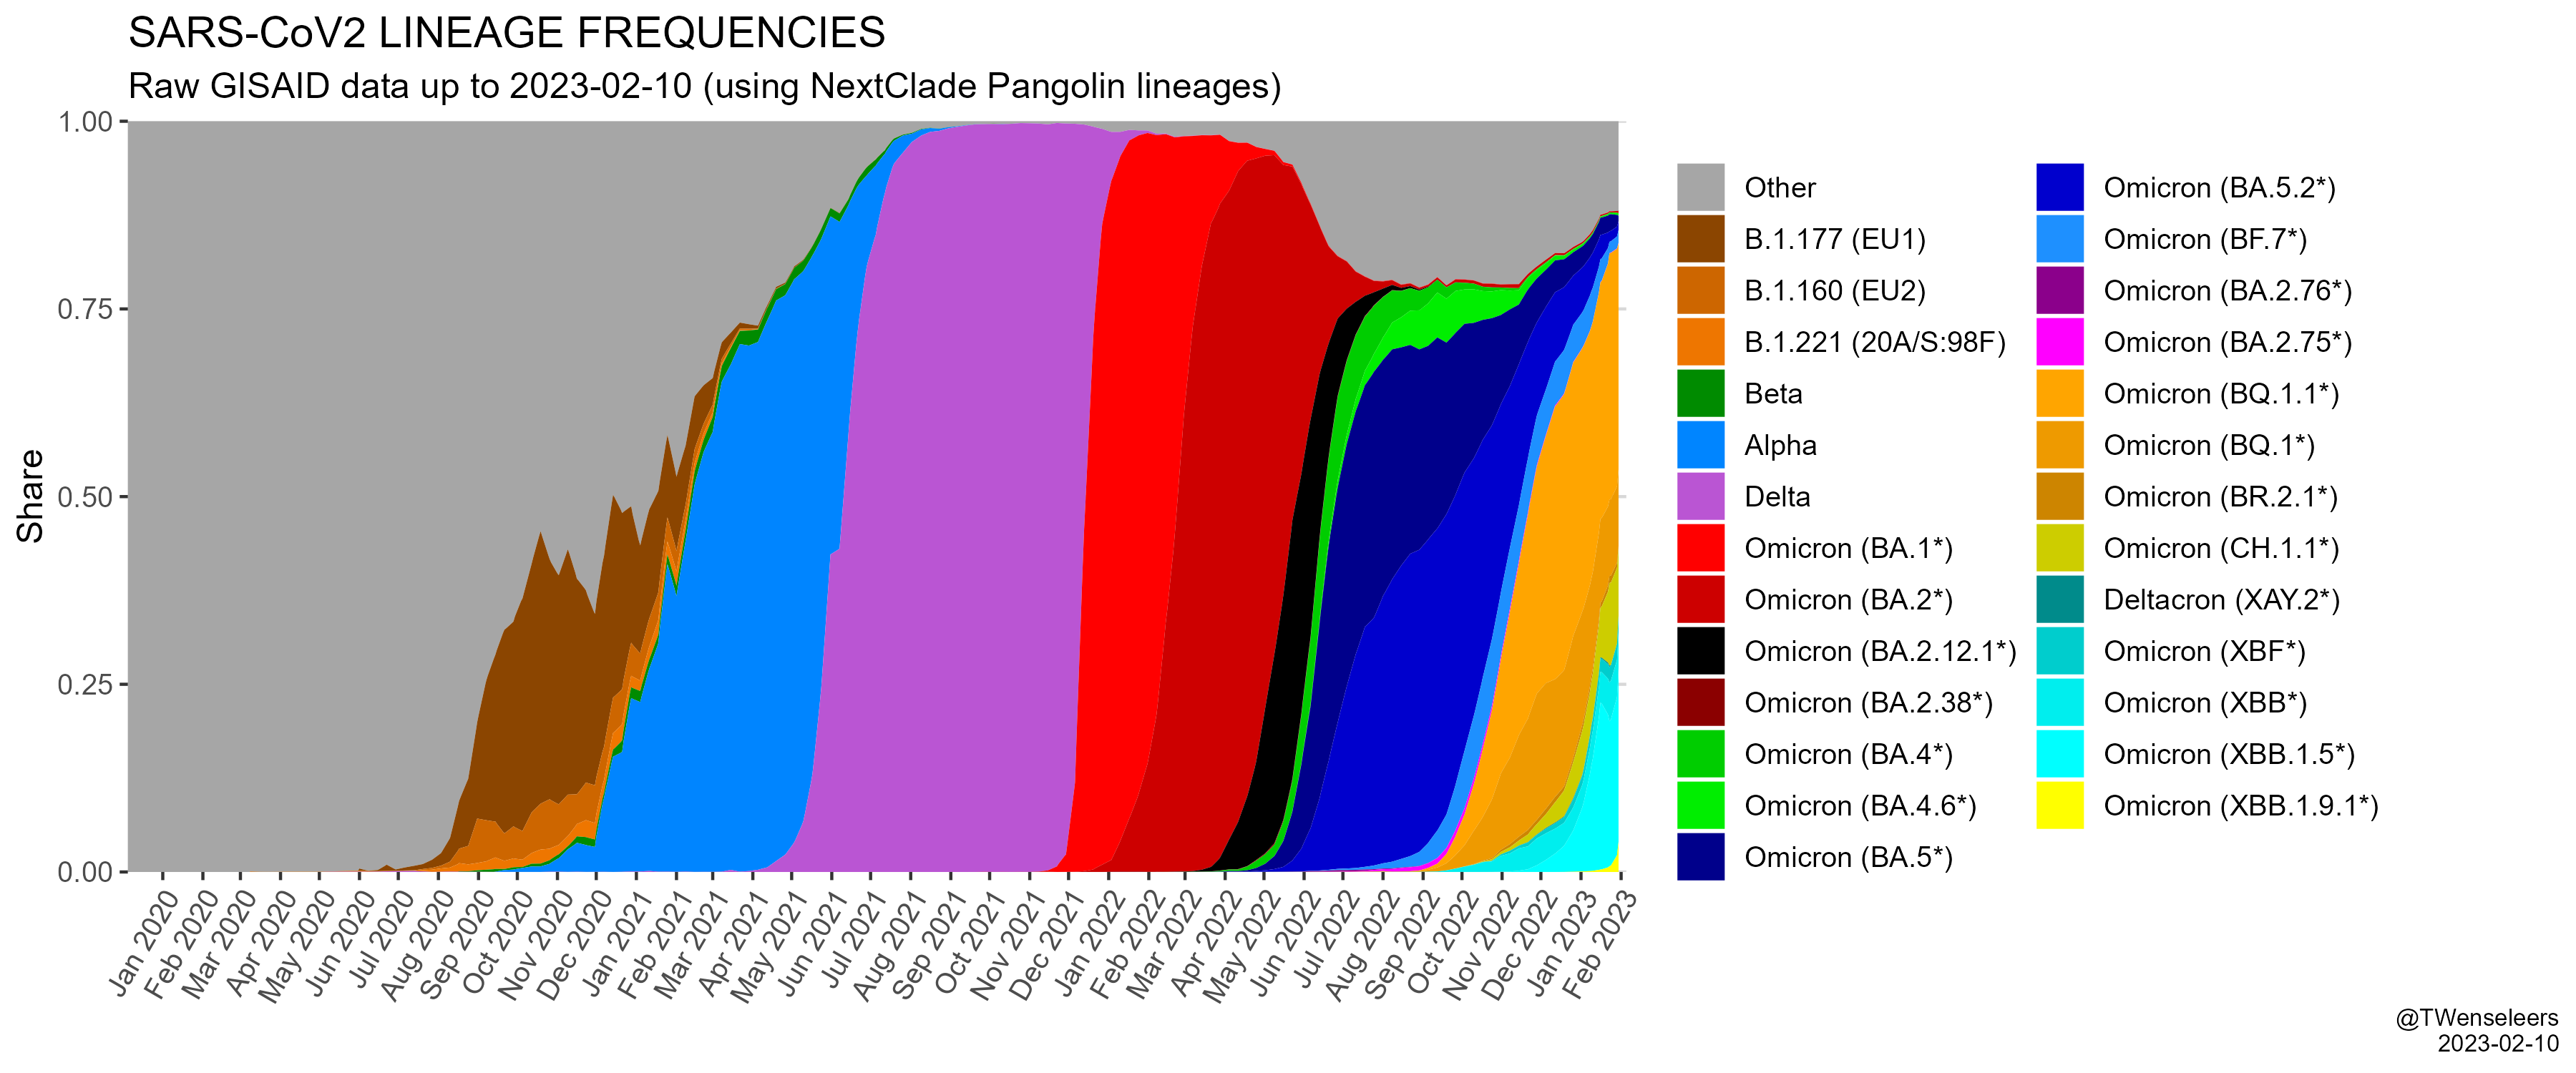 SARS-CoV2 LINEAGE FREQUENCIES
Raw GISAID data up to 2023-02-10 (using NextClade Pangolin lineages)
Share
1.00
0.75
0.50
0.25
0.00
Jan 2020
Feb 2020
Mar 2020
Apr 2020
May 2020
Jun 2020
Jul 2020
Aug 2020
Sep 2020
Oct 2020
Nov 2020
Dec 2020
Jan 2021
Feb 2021
Mar 2021
Apr 2021
May 2021
Jun 2021
Jul 2021
Aug 2021
Sep 2021
Oct 2021
Nov 2021
Dec 2021
Jan 2022
Feb 2022
Mar 2022
Apr 2022
May 2022
Jun 2022
Jul 2022
Aug 2022
Sep 2022
Oct 2022
Nov 2022
Dec 2022
Jan 2023
Feb 2023
Other
B.1.177 (EU1)
B.1.160 (EU2)
B.1.221 (20A/S:98F)
Beta
Alpha
Delta
Omicron (BA.1*)
Omicron (BA.2*)
Omicron (BA.2.12.1*)
Omicron (BA.2.38*)
Omicron (BA.4*)
Omicron (BA.4.6*)
Omicron (BA.5*)
Omicron (BA.5.2*)
Omicron (BF.7*)
Omicron (BA.2.76*)
Omicron (BA.2.75*)
Omicron (BQ.1.1*)
Omicron (BQ.1*)
Omicron (BR.2.1*)
Omicron (CH.1.1*)
Deltacron (XAY.2*)
Omicron (XBF*)
Omicron (XBB*)
Omicron (XBB.1.5*)
Omicron (XBB.1.9.1*)
@TWenseleers
2023-02-10